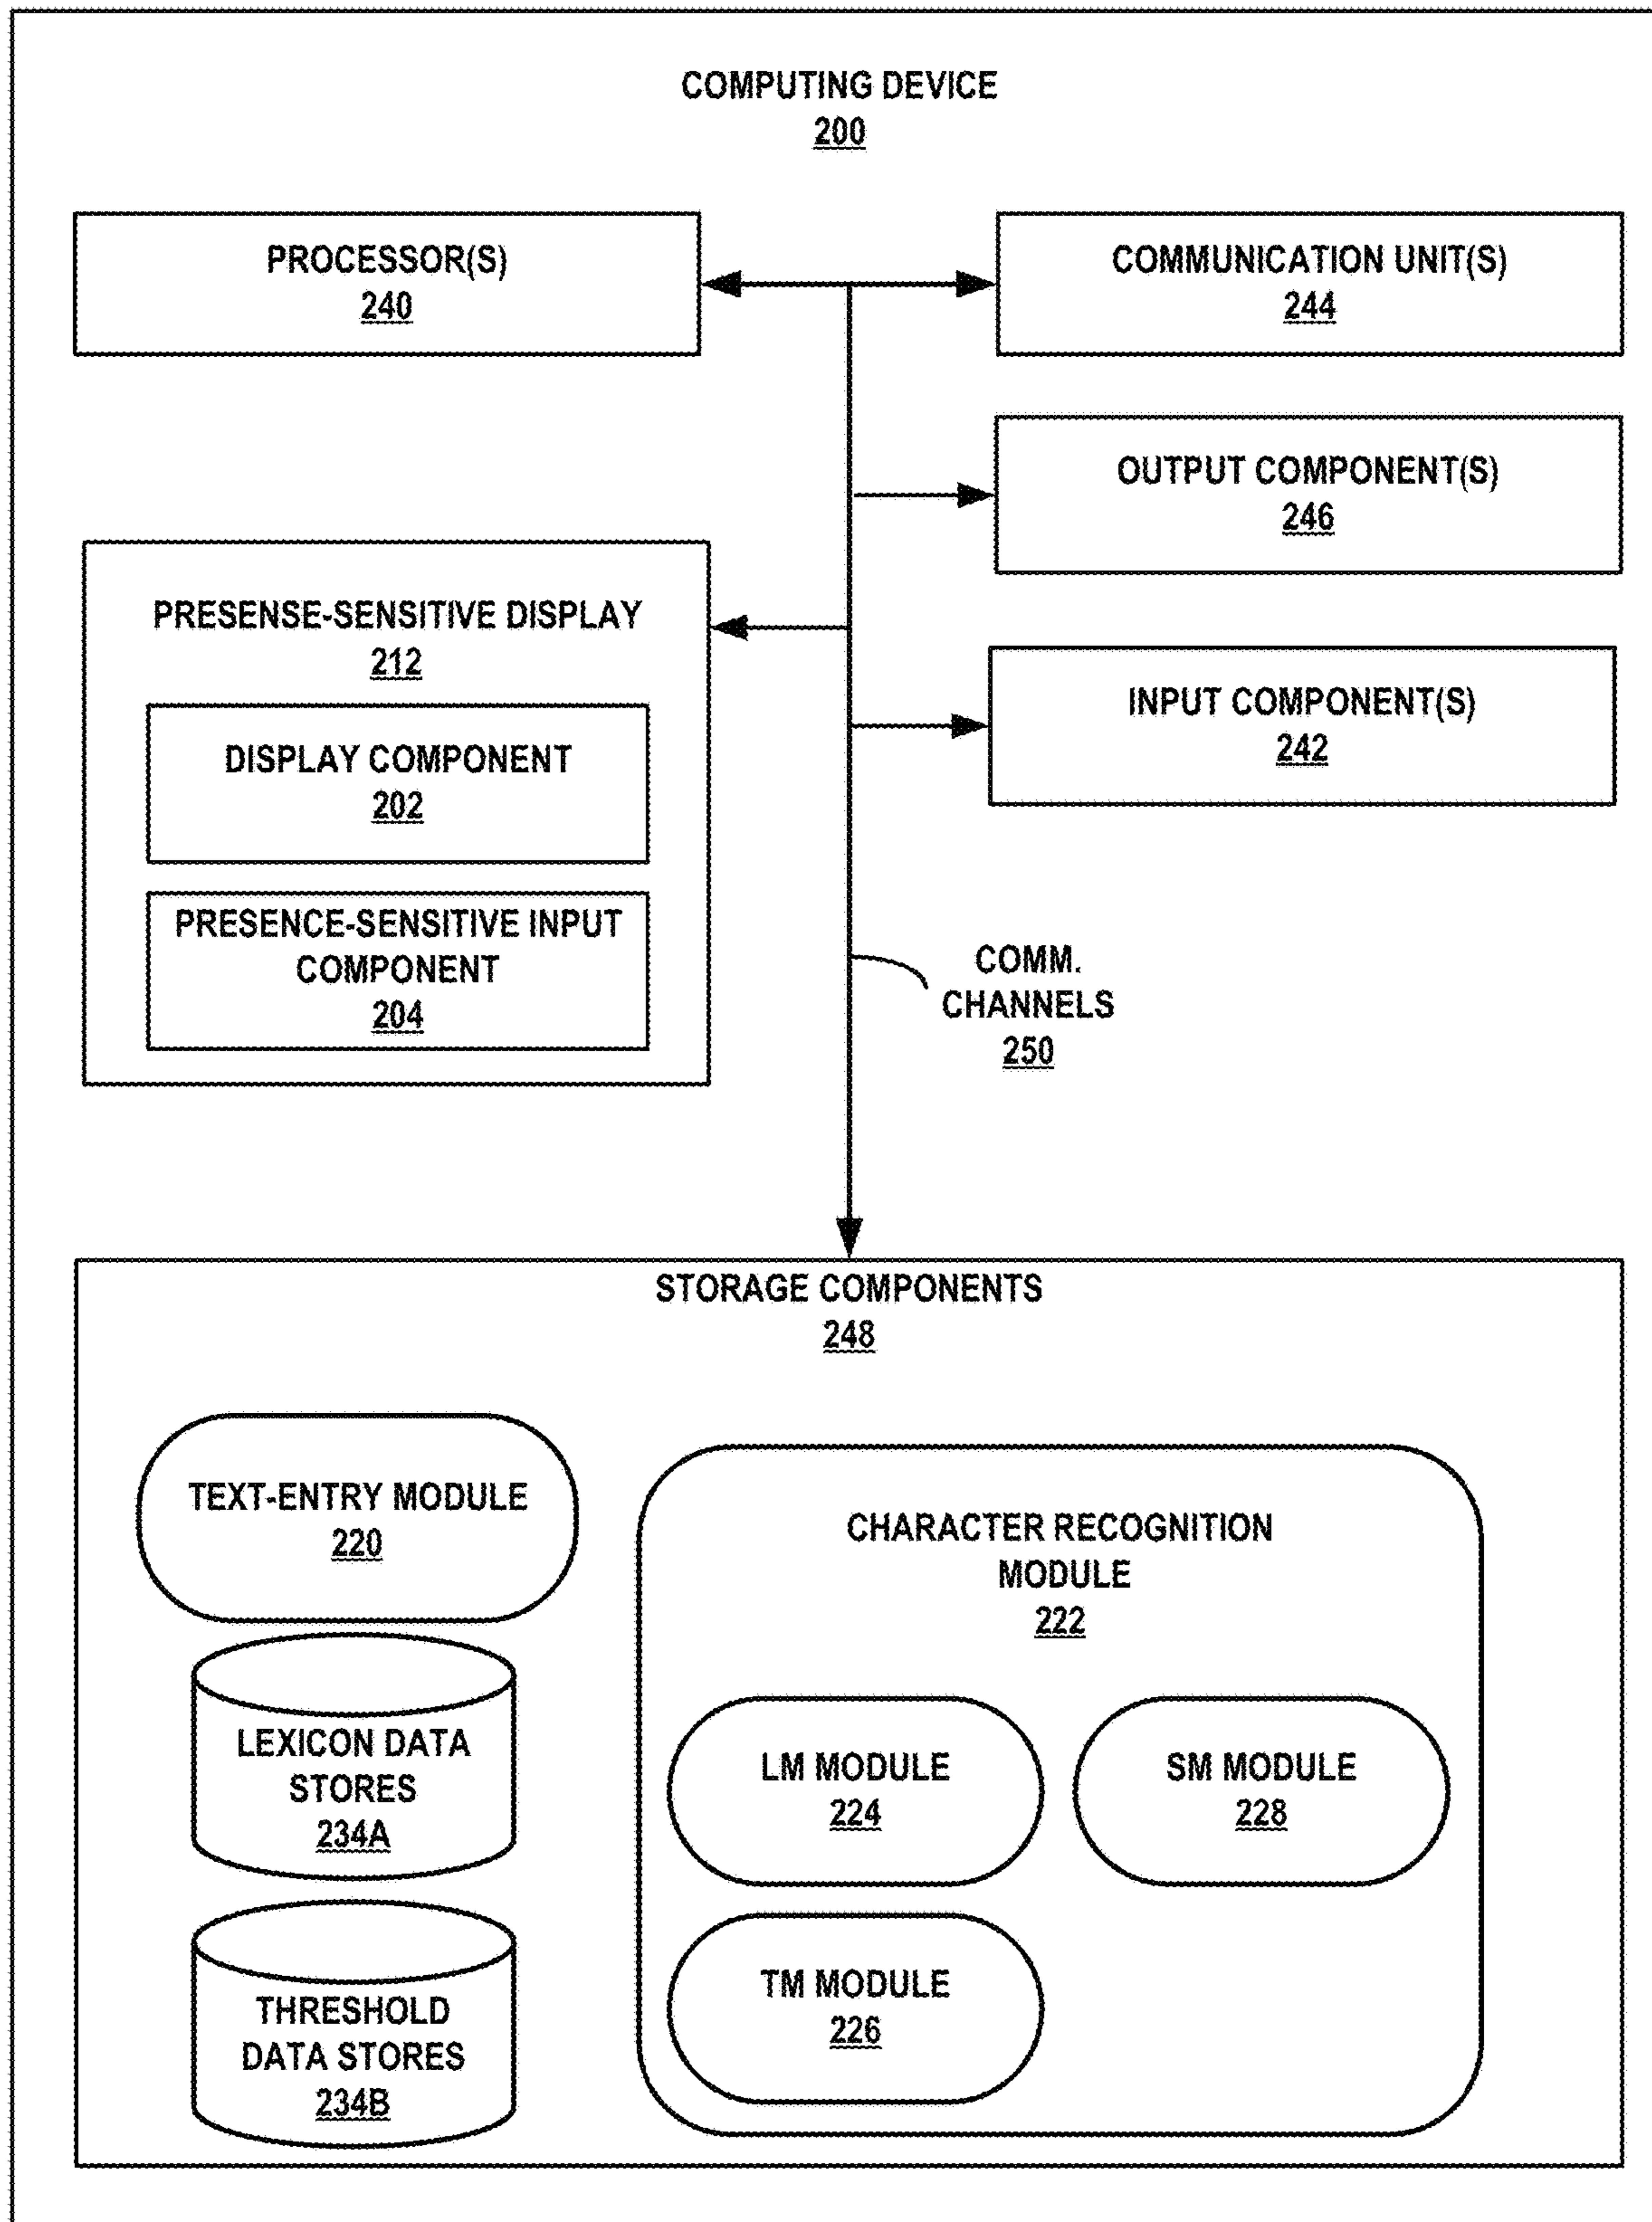 COMPUTING DEVICE
200
PROCESSOR(S)
240
COMMUNICATION UNIT(S)
244
OUTPUT COMPONENT(S)
246
PRESENSE-SENSITIVE DISPLAY
212
INPUT COMPONENT(S)
242
DISPLAY COMPONENT
202
PRESENCE-SENSITIVE INPUT
COMPONENT
204
COMM.
CHANNELS
250
STORAGE COMPONENTS
248
TEXT-ENTRY MODULE
220
CHARACTER RECOGNITION
MODULE
222
LEXICON DATA
STORES
234A
LM MODULE
224
SM MODULE
228
THRESHOLD
DATA STORES
234B
TM MODULE
226